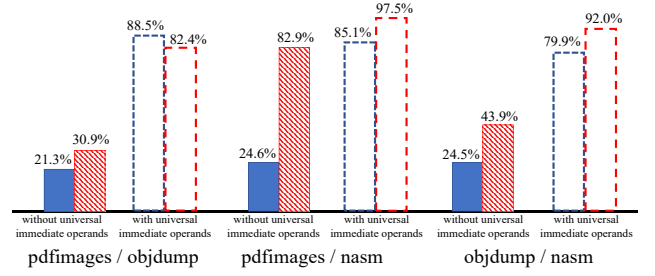 88.5%
82.4%
82.9%
85.1%
97.5%
79.9%
92.0%
21.3%
30.9%
24.6%
24.5%
43.9%
without universal
immediate operands
with universal
immediate operands
without universal
immediate operands
with universal
immediate operands
without universal
immediate operands
with universal
immediate operands
pdfimages / objdump
pdfimages / nasm
objdump / nasm